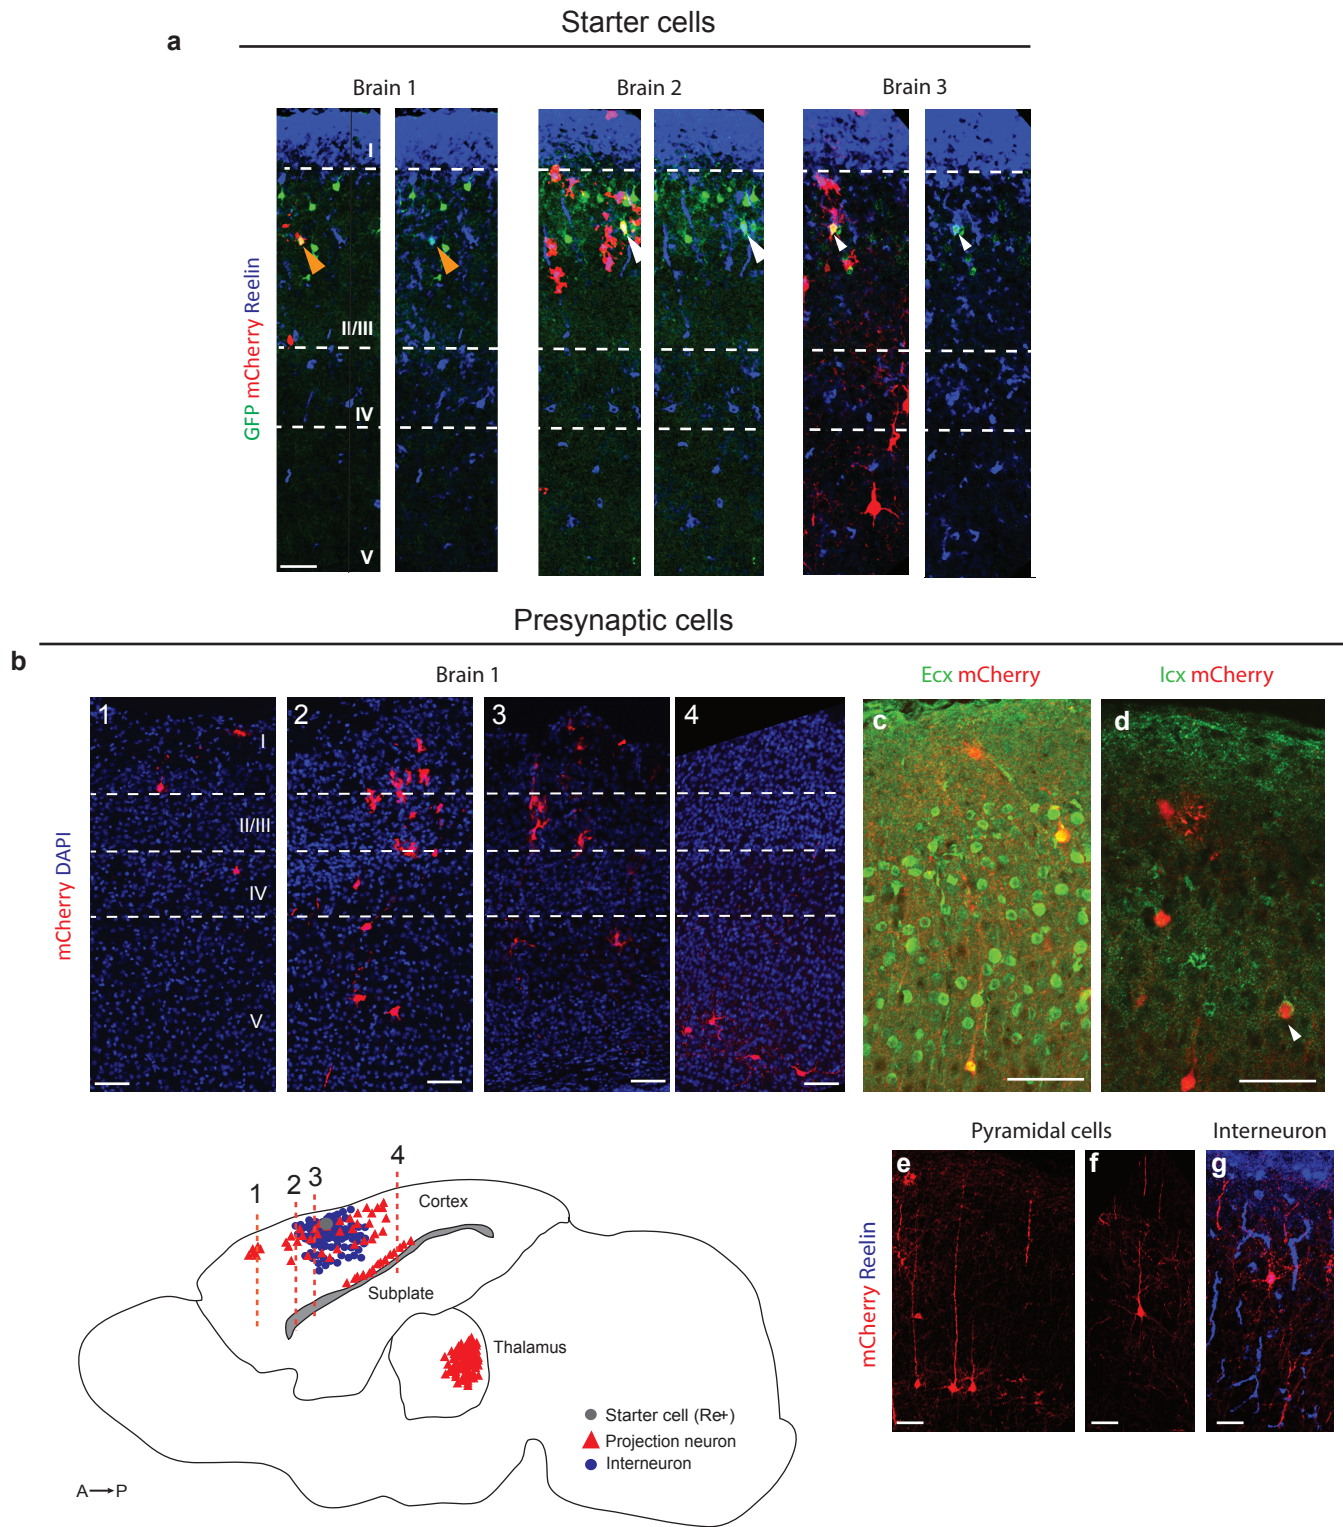 Starter cells
a
Brain 1
Brain 2
Brain 3
GFP mCherry Reelin
I
II/III
IV
V
Presynaptic cells
b
Brain 1
Ecx mCherry
Icx mCherry
1
2
3
4
c
d
mCherry DAPI
I
II/III
IV
V
Pyramidal cells
Interneuron
e
f
g
mCherry Reelin
1
2
3
4
Cortex
Subplate
Thalamus
Starter cell (Re+)
Projection neuron
Interneuron
A→P